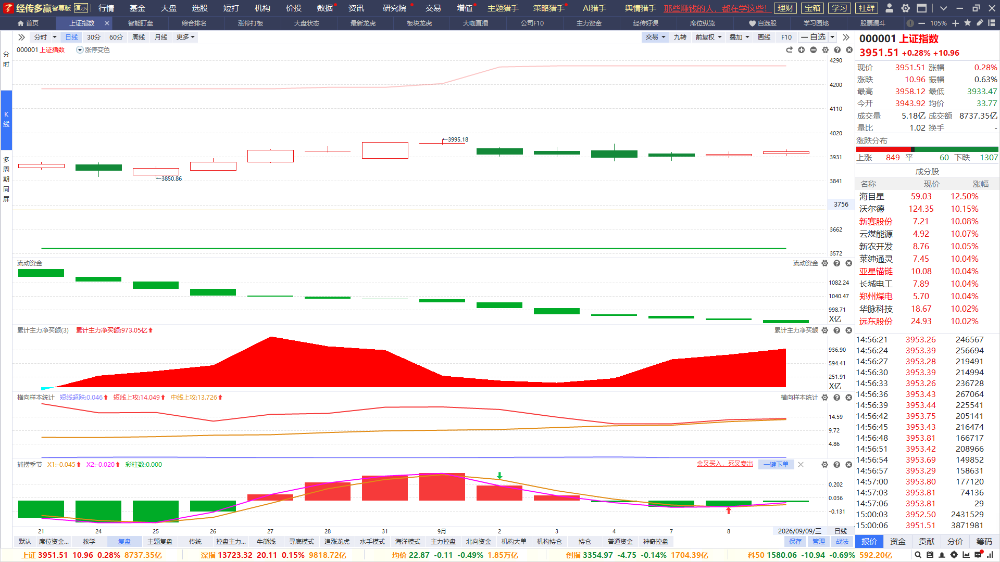 经传多赢 智尊版 演示 行情 基金 大盘 选股 短打 机构 价投 数据 资讯 研究院 交易 增值 主题猎手 策略猎手 AI猎手 舆情猎手 那些赚钱的人，都在学这些！ 理财 宝箱 学习 社群
首页 上证指数 智能盯盘 综合排名 涨停打板 大盘状态 最新龙虎 板块龙虎 大咖直播 公司F10 主力资金 经传好课 席位纵览 自选股 学习园地 股票漏斗 105%
分时 日线 30分 60分 周线 月线 更多 交易 九转 前复权 叠加 画线 F10 自选
000001 上证指数 涨停变色
分时
K线
多周期同屏
4290
4200
4110
4020
3931
3841
3756
3662
3572
3995.18
3850.86
流动资金 流动资金
1082.24
1040.47
998.71
X亿
累计主力净买额(3) 累计主力净买额:973.05亿 累计主力净买额
936.90
594.41
251.91
X亿
横向样本统计 短线超跌:0.046 短线上攻:14.049 中线上攻:13.726 横向样本统计
14.59
9.72
4.86
捕捞季节 X1:-0.045 X2:-0.020 彩柱数:0.000 金叉买入，死叉卖出 一键下单
0.202
0.036
-0.131
21 24 25 26 27 28 31 9月 2 3 4 7 8 2026/09/09/三 日线
默认 席位资金... 教学 复盘 主题复盘 传统 控盘主力... 牛能线 寻底模式 追涨龙虎 水手模式 海洋模式 主力控盘 北向资金 机构大单 机构持仓 持仓 普通资金 神奇控盘 保存 管理 战法
000001 上证指数
3951.51 +0.28% +10.96
现价 3951.51 涨幅 0.28%
涨跌 10.96 振幅 0.63%
最高 3958.12 最低 3933.47
今开 3943.92 均价 33.77
成交量 5.18亿 成交额 8737.35亿
量比 1.02 换手 -
涨跌分布
上涨 849 平 60 下跌 1307
成分股
名称 现价 涨幅
海目星 59.03 12.50%
沃尔德 124.35 10.15%
新赛股份 7.21 10.08%
云煤能源 4.92 10.07%
新农开发 8.76 10.05%
莱绅通灵 7.45 10.04%
亚星锚链 10.08 10.04%
长城电工 7.89 10.04%
郑州煤电 5.70 10.04%
华脉科技 18.67 10.02%
远东股份 24.93 10.02%
14:56:21 3953.26 246567
14:56:24 3953.39 256694
14:56:27 3953.28 219491
14:56:30 3953.39 214994
14:56:33 3953.26 236728
14:56:36 3953.43 267064
14:56:39 3953.44 225541
14:56:42 3953.75 205141
14:56:45 3953.43 216474
14:56:48 3953.81 166717
14:56:51 3953.42 208966
14:56:54 3953.69 149852
14:56:57 3953.29 158631
14:57:00 3953.80 177120
14:57:03 3953.81 74136
14:57:06 3953.81 29
15:00:03 3952.50 2431529
15:00:06 3951.51 3871981
报价 资金 贡献 分价 筹码
上证 3951.51 10.96 0.28% 8737.35亿 深指 13723.32 20.11 0.15% 9818.72亿 均价 22.87 -0.11 -0.49% 1.85万亿 创指 3354.97 -4.75 -0.14% 1704.39亿 科50 1580.06 -10.94 -0.69% 592.20亿